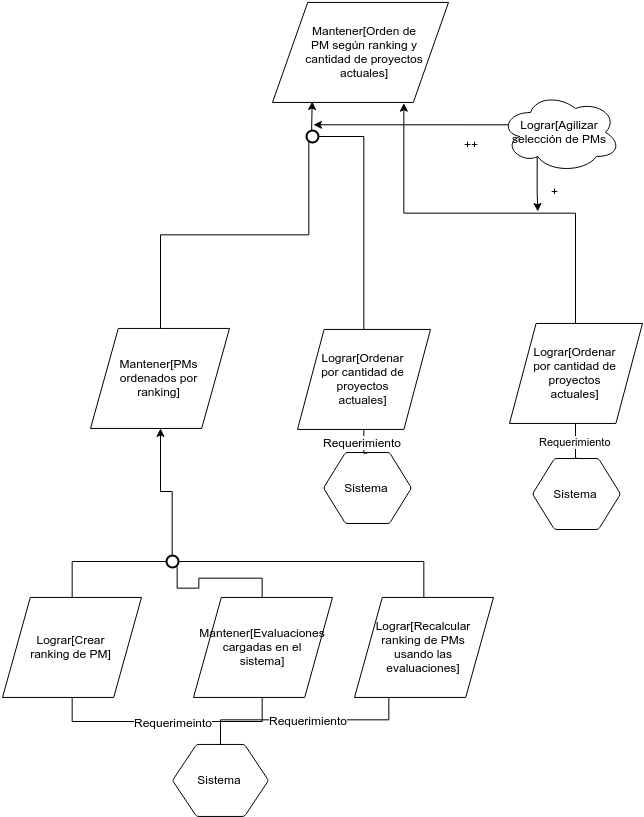 Mantener[Orden de
PM según ranking y
cantidad de proyectos
actuales]
Lograr[Agilizar
selección de PMs
++
+
Mantener[PMs
ordenados por
ranking]
Lograr[Ordenar
por cantidad de
proyectos
actuales]
Lograr[Ordenar
por cantidad de
proyectos
actuales]
Requerimiento
Requerimiento
Sistema
Sistema
Lograr[Crear
ranking de PM]
Mantener[Evaluaciones
cargadas en el
sistema]
Lograr[Recalcular
ranking de PMs
usando las
evaluaciones]
Requerimeinto
Requerimiento
Sistema